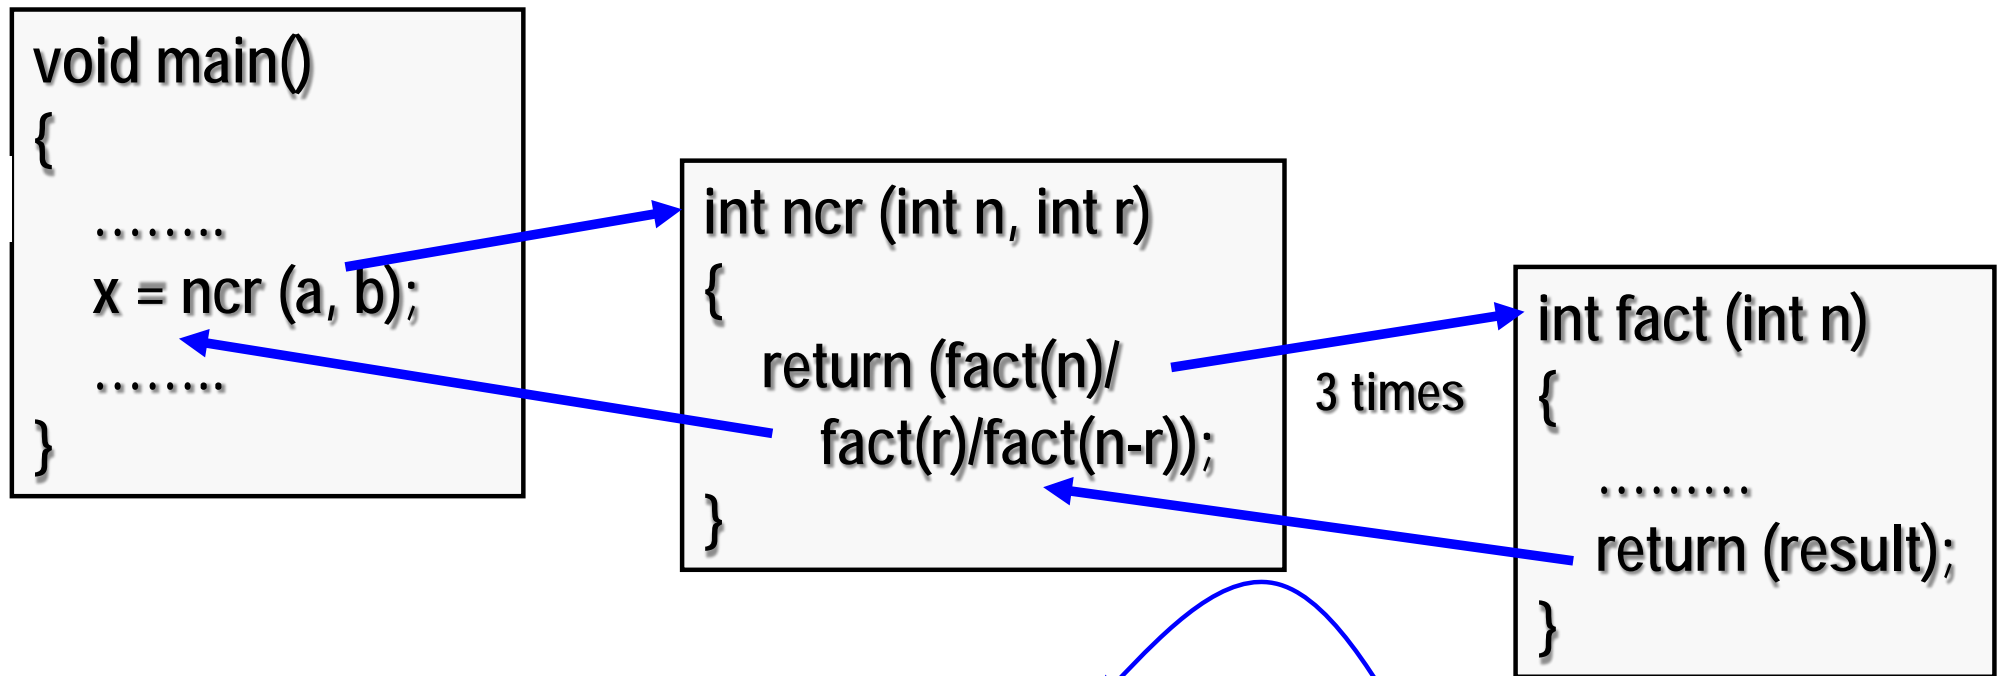 void main()
{
........
x = ncr (a, b);
........
}
int ncr (int n, int r)
{
return (fact(n)/
fact(r)/fact(n-r));
}
3 times
int fact (int n)
{
.........
return (result);
}